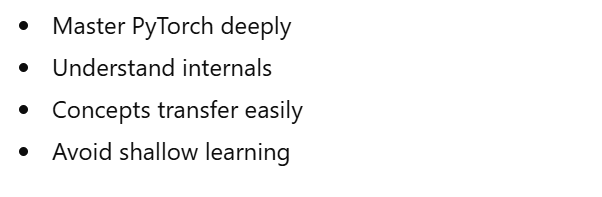 • Master PyTorch deeply
• Understand internals
• Concepts transfer easily
• Avoid shallow learning